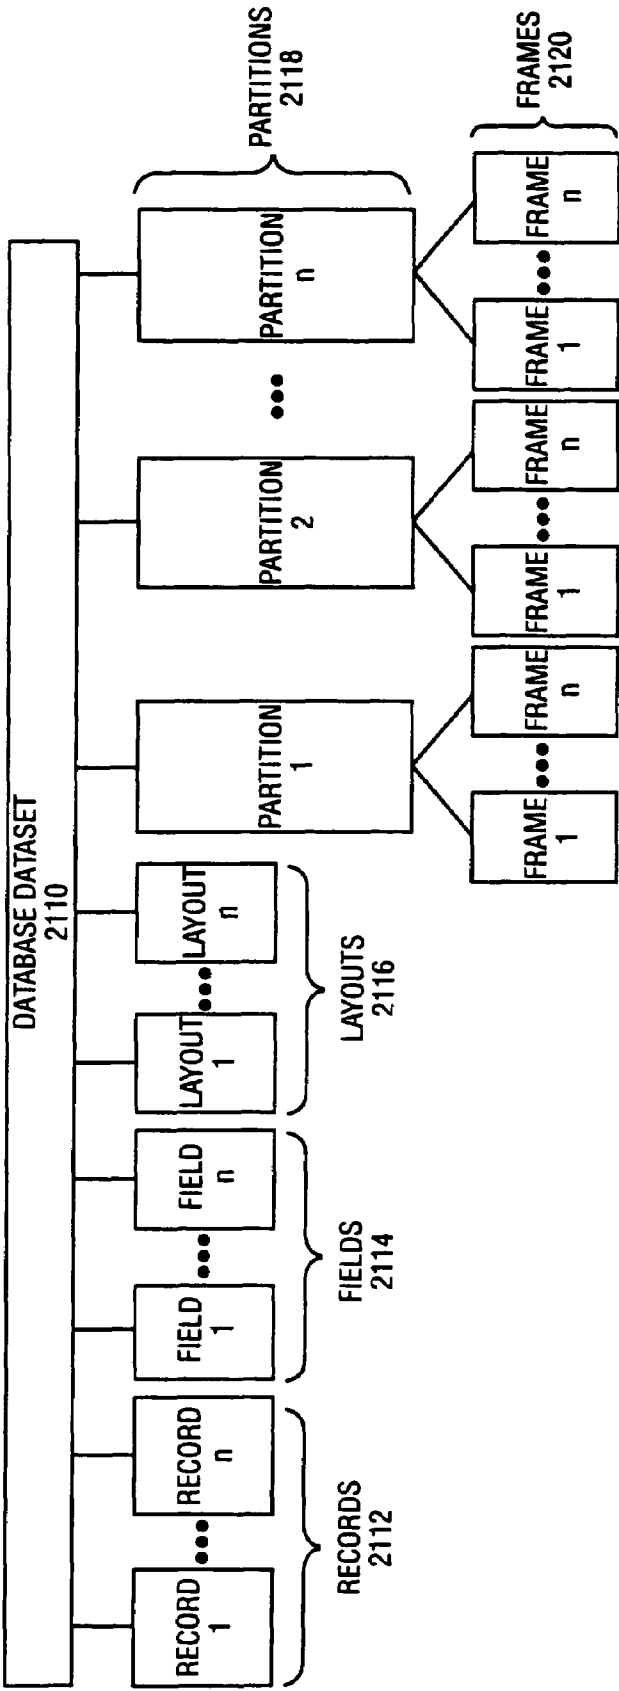 DATABASE DATASET
2110
RECORD
1
RECORD
n
FIELD
1
FIELD
n
LAYOUT
1
LAYOUT
n
PARTITION
1
PARTITION
2
PARTITION
n
PARTITIONS
2118
RECORDS
2112
FIELDS
2114
LAYOUTS
2116
FRAME
1
FRAME
n
FRAME
1
FRAME
n
FRAME
1
FRAME
n
FRAMES
2120